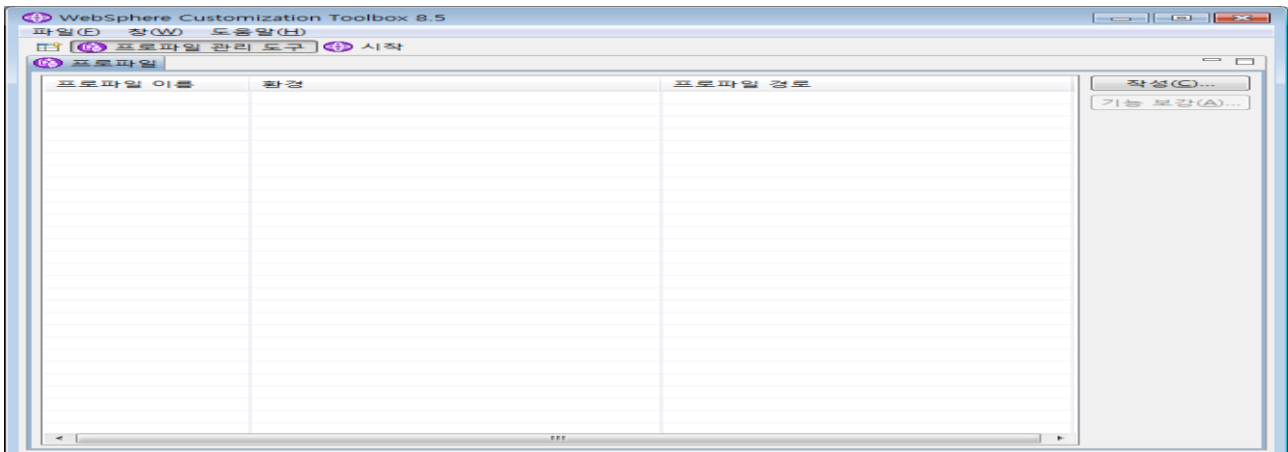 WebSphere Customization Toolbox 8.5
파일(F) 창(W) 도움말(H)
프로파일 관리 도구 시작
프로파일
프로파일 이름 환경 프로파일 경로 작성(C)...
기능 보강(A)...